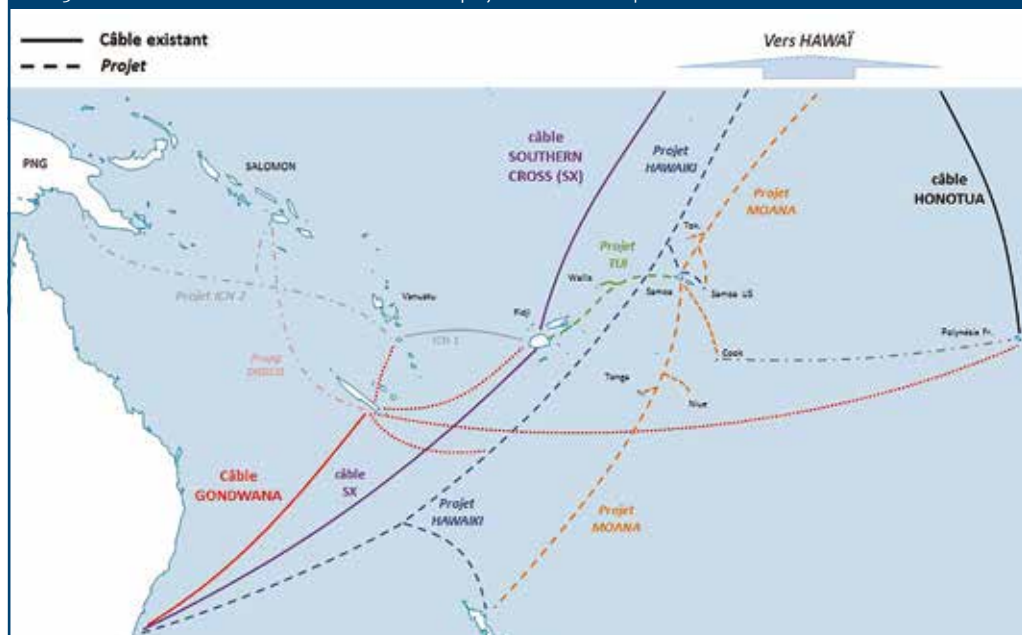 Câble existant
Projet
Vers HAWAÏ
PNG
SALOMON
câble
SOUTHERN
CROSS (SX)
Projet
HAWAIKI
Projet
MOANA
câble
HONOTUA
Tok.
Projet
TUI
Wallis
Samoa
Samoa US
Projet ICN 2
Vanuatu
Fidji
ICN 1
Polynésie Fr.
Cook
Projet
Tonga
Niue
Câble
GONDWANA
câble
SX
Projet
HAWAIKI
Projet
MOANA